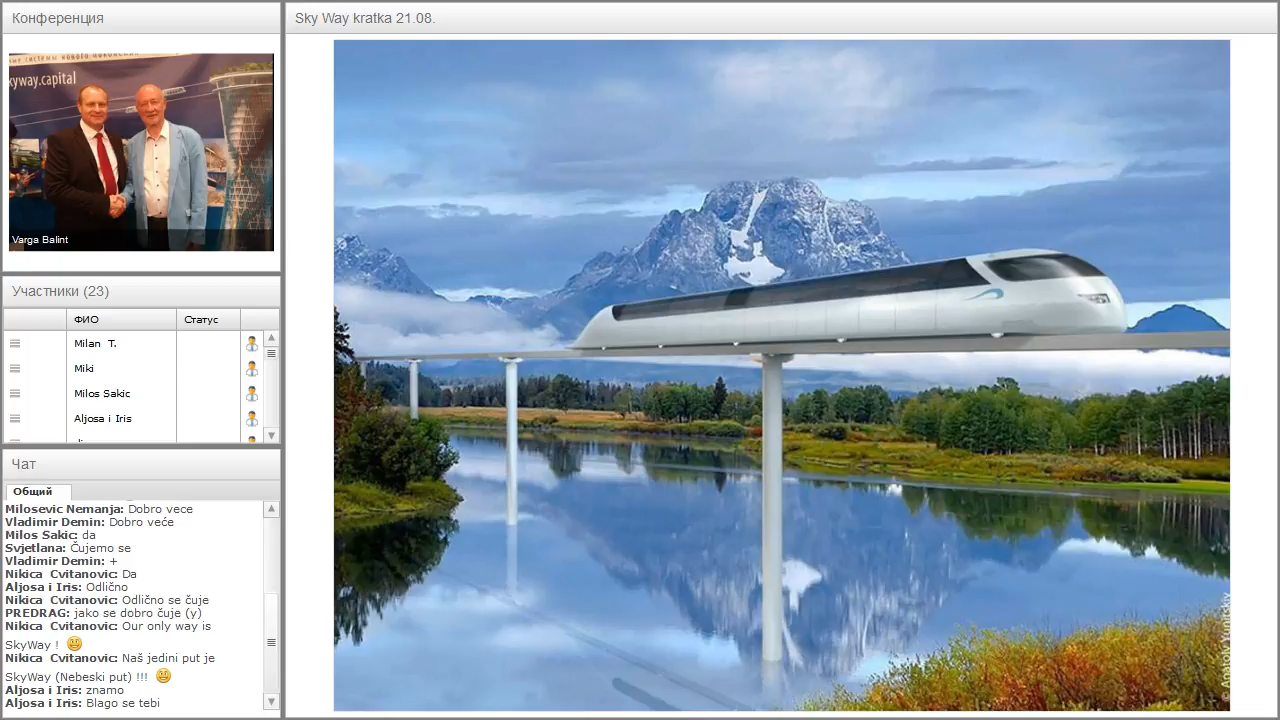 Конференция
Sky Way kratka 21.08.
kyway.capital
Varga Balint
Участники (23)
ФИО
Статус
Milan T.
Miki
Milos Sakic
Aljosa i Iris
Чат
Общий
Milosevic Nemanja: Dobro vece
Vladimir Demin: Dobro veće
Milos Sakic: da
Svjetlana: Čujemo se
Vladimir Demin: +
Nikica Cvitanovic: Da
Aljosa i Iris: Odlično
Nikica Cvitanovic: Odlično se čuje
PREDRAG: jako se dobro čuje (y)
Nikica Cvitanovic: Our only way is
SkyWay !
Nikica Cvitanovic: Naš jedini put je
SkyWay (Nebeski put) !!!
Aljosa i Iris: znamo
Aljosa i Iris: Blago se tebi
© Anatoly Yunitskiy